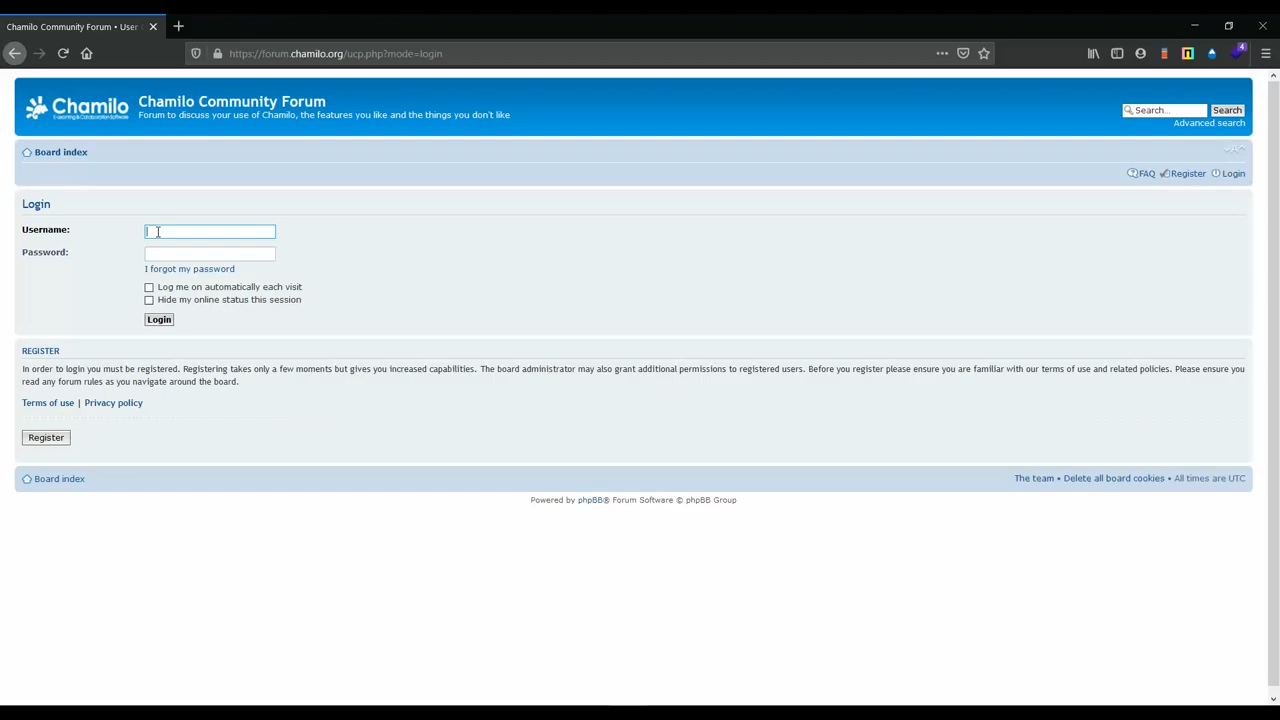 Chamilo Community Forum • User
4
https://forum.chamilo.org/ucp.php?mode=login
Chamilo
E-Learning & Collaboration Software
Chamilo Community Forum
Forum to discuss your use of Chamilo, the features you like and the things you don't like
Search...
Search
Advanced search
Board index
FAQ Register Login
Login
Username:
Password:
I forgot my password
Log me on automatically each visit
Hide my online status this session
Login
REGISTER
In order to login you must be registered. Registering takes only a few moments but gives you increased capabilities. The board administrator may also grant additional permissions to registered users. Before you register please ensure you are familiar with our terms of use and related policies. Please ensure you
read any forum rules as you navigate around the board.
Terms of use | Privacy policy
Register
Board index
The team • Delete all board cookies • All times are UTC
Powered by phpBB® Forum Software © phpBB Group